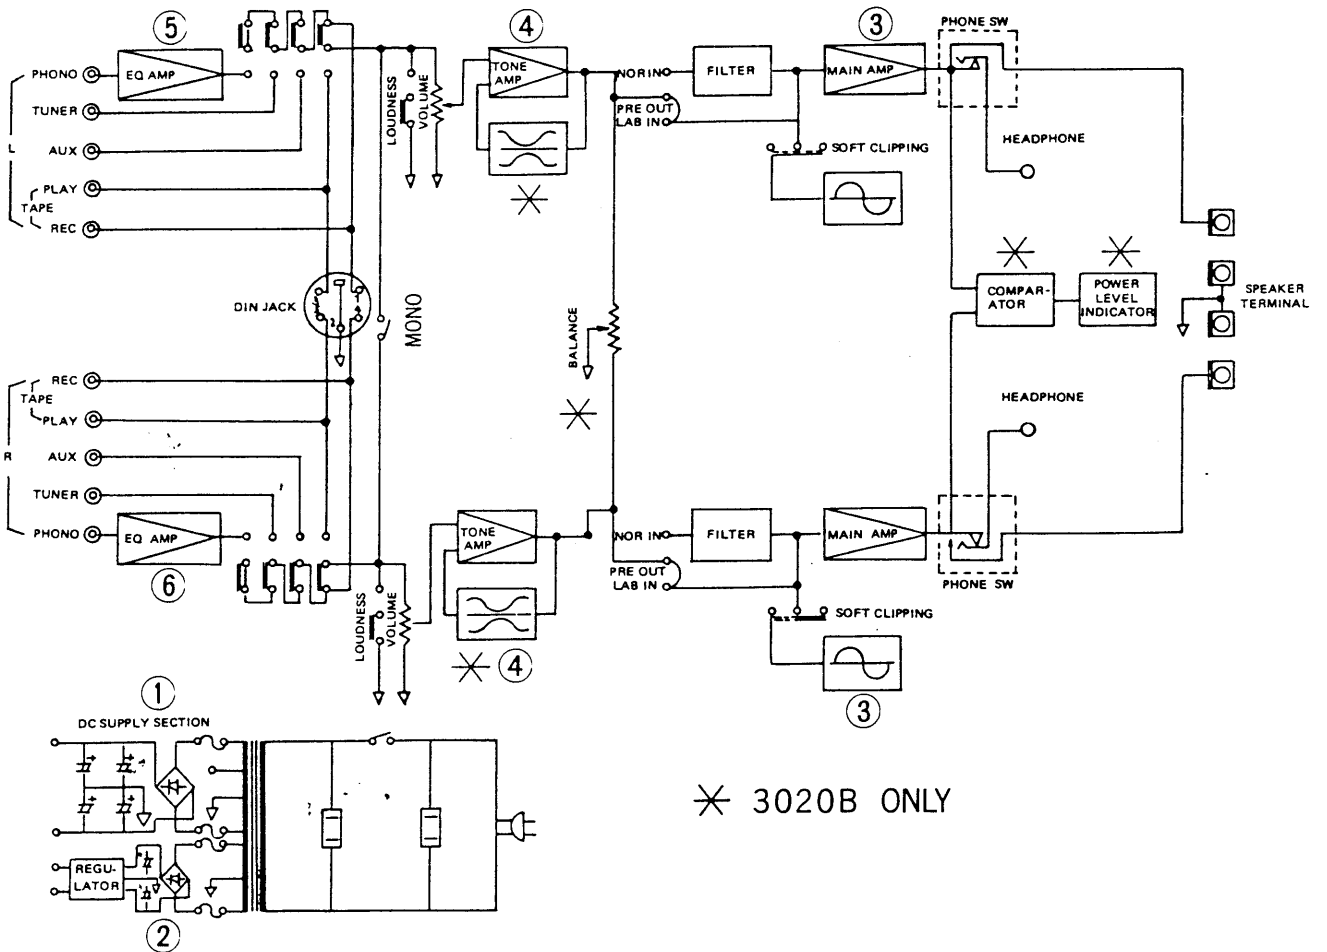 5
4
3
PHONE SW
PHONO
EQ AMP
TONE
AMP
NOR IN
FILTER
MAIN AMP
TUNER
PRE OUT
LAB IN
LOUDNESS
VOLUME
L
AUX
SOFT CLIPPING
HEADPHONE
PLAY
TAPE
REC
DIN JACK
MONO
BALANCE
COMPAR-
ATOR
POWER
LEVEL
INDICATOR
SPEAKER
TERMINAL
REC
TAPE
PLAY
HEADPHONE
R
AUX
TUNER
PHONO
EQ AMP
TONE
AMP
NOR IN
FILTER
MAIN AMP
PRE OUT
LAB IN
PHONE SW
6
LOUDNESS
VOLUME
SOFT CLIPPING
4
3
1
DC SUPPLY SECTION
3020B ONLY
REGU-
LATOR
2